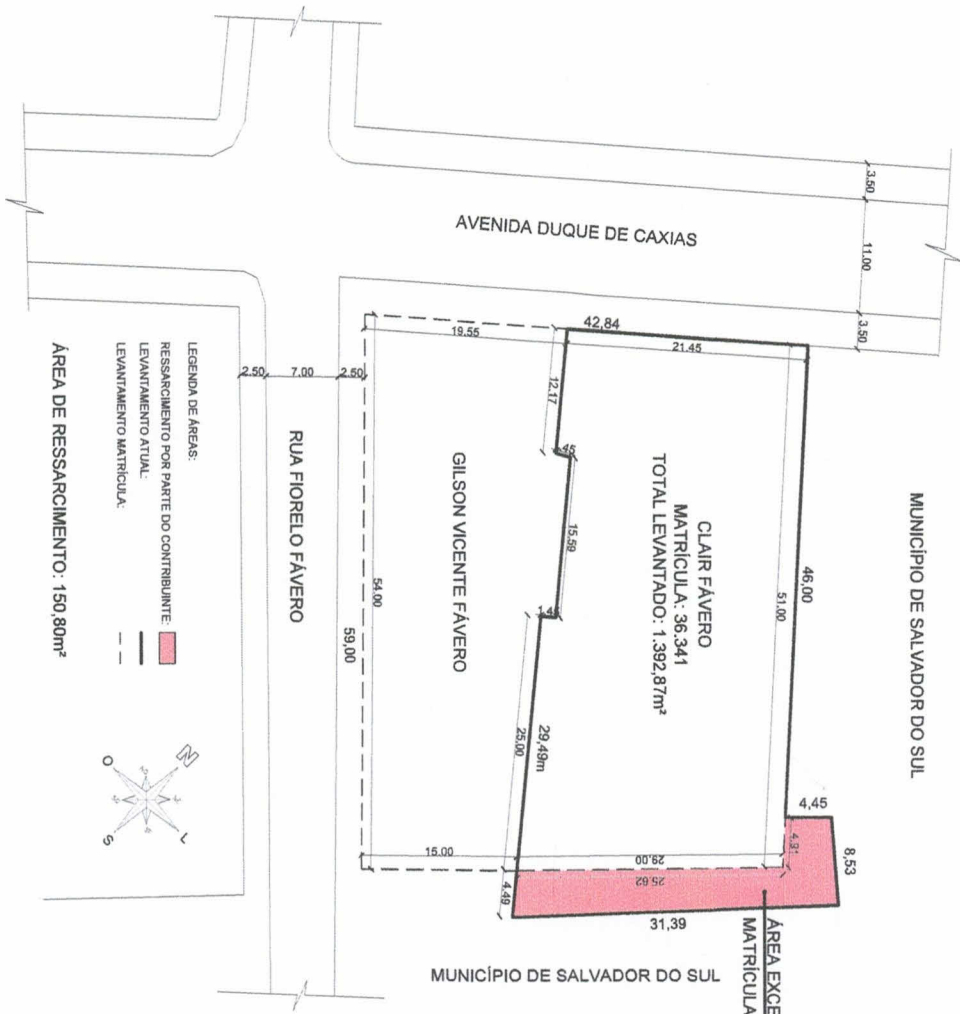 AVENIDA DUQUE DE CAXIAS
3.50
11.00
3.50
42,84
19.55
21.45
12.17
.45
15.59
46,00
51.00
MUNICÍPIO DE SALVADOR DO SUL
CLAIR FÁVERO
MATRÍCULA: 36.341
TOTAL LEVANTADO: 1.392,87m²
GILSON VICENTE FÁVERO
29,49m
25.00
4,45
4.91
8,53
15.00
29.00
25.62
4.49
31,39
ÁREA EXCE
MATRÍCULA
MUNICÍPIO DE SALVADOR DO SUL
54.00
59,00
2.50
7.00
2.50
RUA FIORELO FÁVERO
LEGENDA DE ÁREAS:
RESSARCIMENTO POR PARTE DO CONTRIBUINTE:
LEVANTAMENTO ATUAL:
LEVANTAMENTO MATRÍCULA:
ÁREA DE RESSARCIMENTO: 150,80m²
N
L
S
O